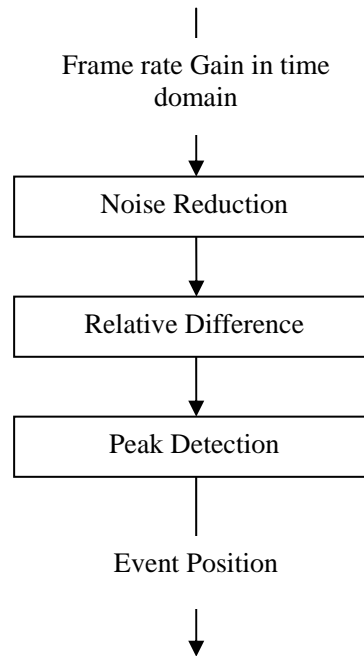 Frame rate Gain in time
domain
Noise Reduction
Relative Difference
Peak Detection
Event Position